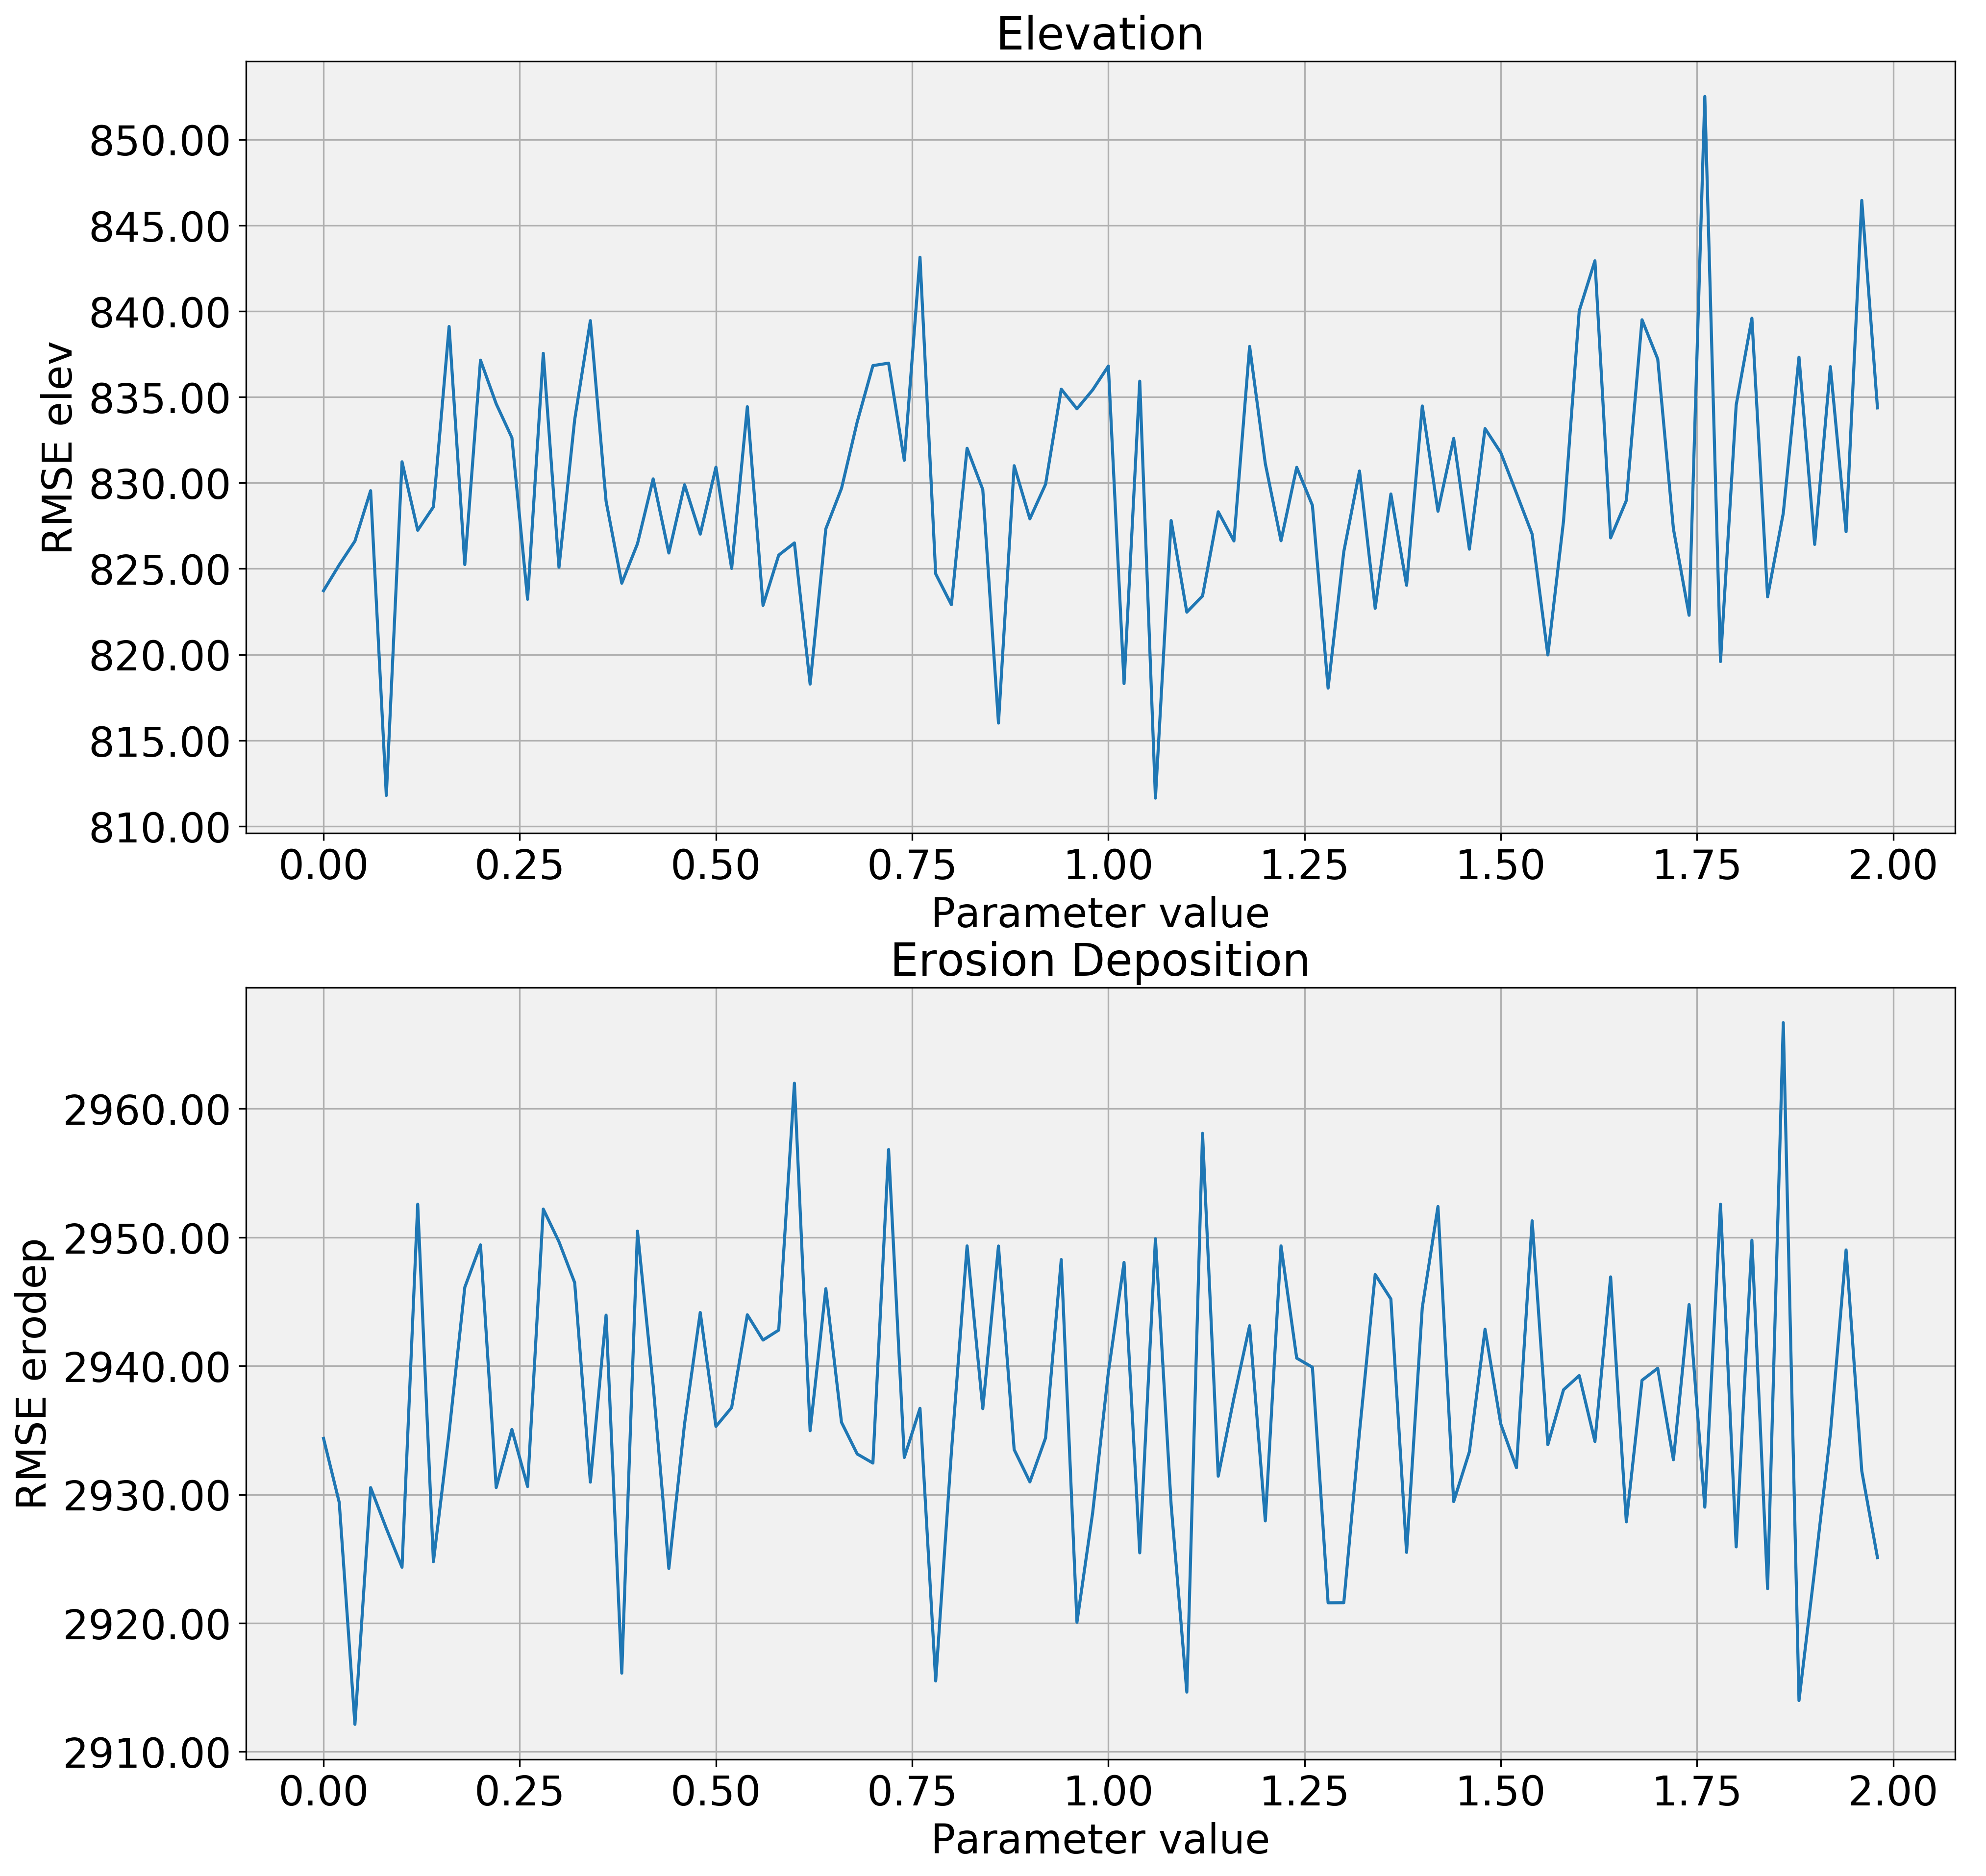 Elevation
850.00
845.00
840.00
835.00
830.00
825.00
820.00
815.00
810.00
RMSE elev
0.00 0.25 0.50 0.75 1.00 1.25 1.50 1.75 2.00
Parameter value
Erosion Deposition
2960.00
2950.00
2940.00
2930.00
2920.00
2910.00
RMSE erodep
0.00 0.25 0.50 0.75 1.00 1.25 1.50 1.75 2.00
Parameter value